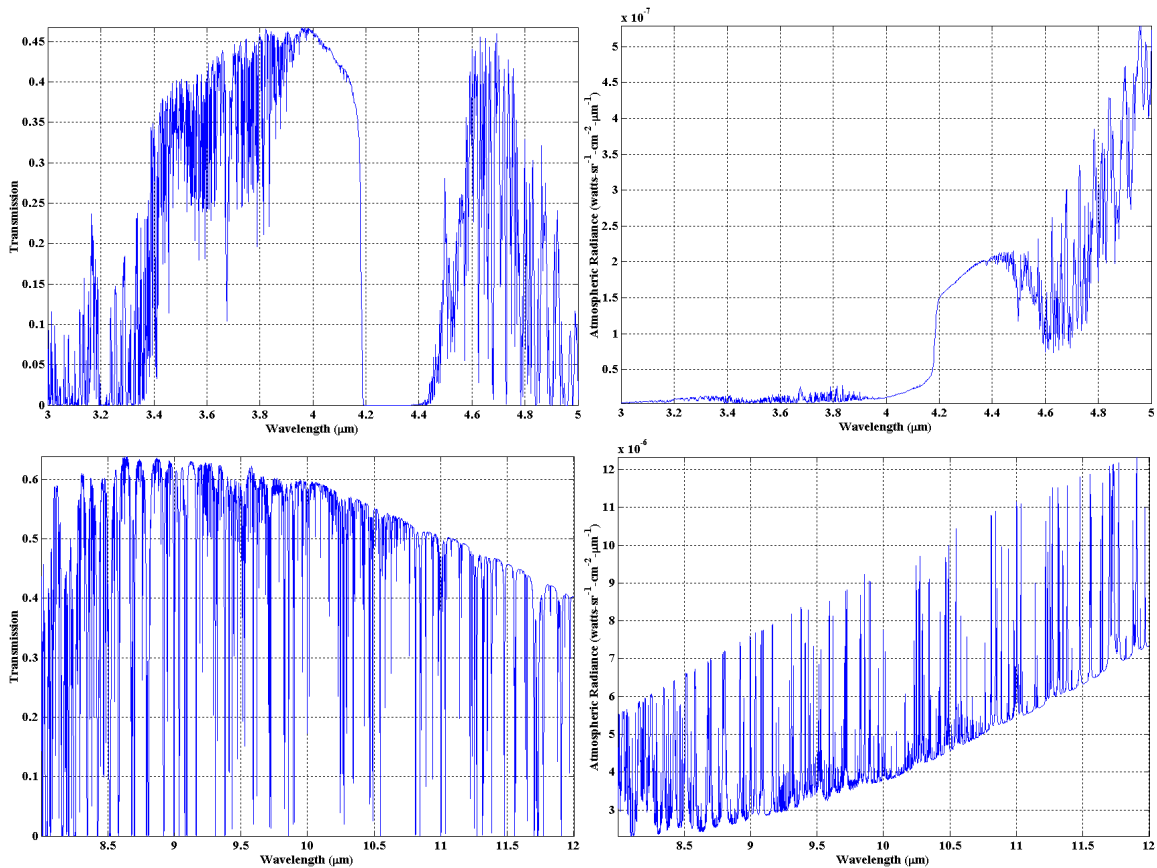 0.45
0.4
0.35
0.3
0.25
0.2
0.15
0.1
0.05
0
Transmission
3 3.2 3.4 3.6 3.8 4 4.2 4.4 4.6 4.8 5
Wavelength (µm)
x 10⁻⁷
5
4.5
4
3.5
3
2.5
2
1.5
1
0.5
Atmospheric Radiance (watts-sr⁻¹-cm⁻²-µm⁻¹)
3 3.2 3.4 3.6 3.8 4 4.2 4.4 4.6 4.8 5
Wavelength (µm)
0.6
0.5
0.4
0.3
0.2
0.1
0
Transmission
8.5 9 9.5 10 10.5 11 11.5 12
Wavelength (µm)
x 10⁻⁶
12
11
10
9
8
7
6
5
4
3
Atmospheric Radiance (watts-sr⁻¹-cm⁻²-µm⁻¹)
8.5 9 9.5 10 10.5 11 11.5 12
Wavelength (µm)